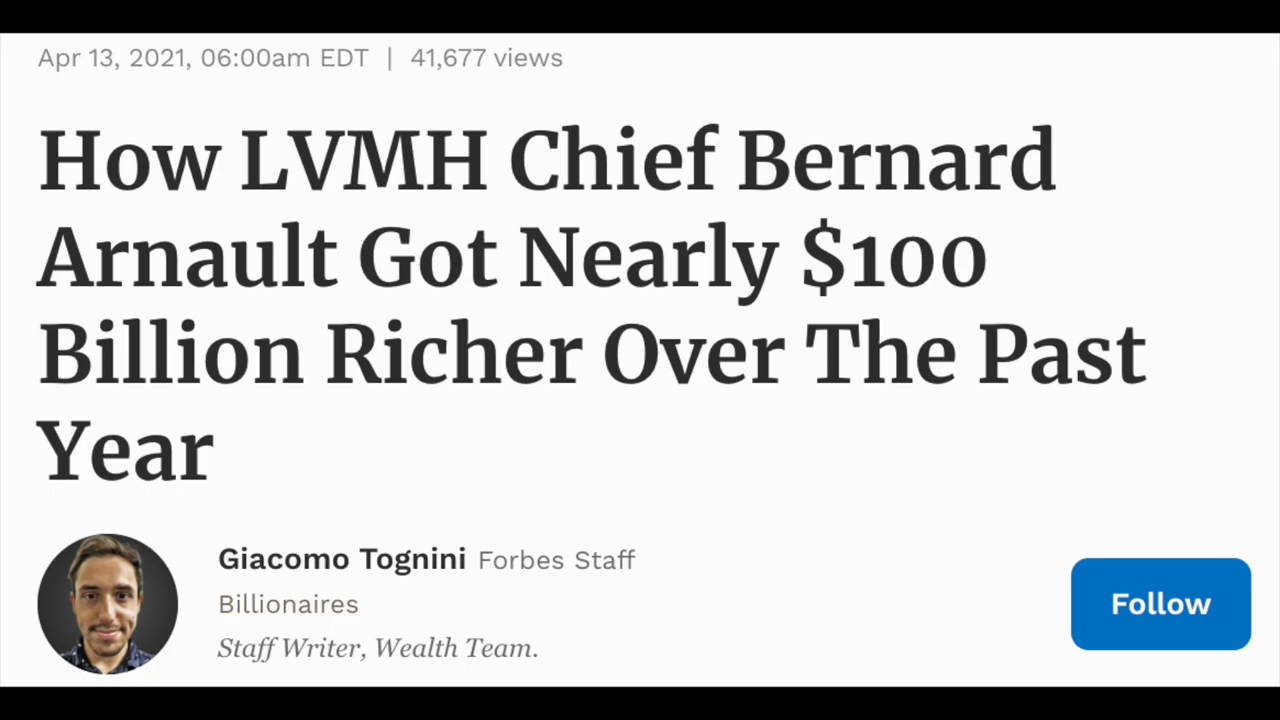 Apr 13, 2021, 06:00am EDT | 41,677 views
How LVMH Chief Bernard
Arnault Got Nearly $100
Billion Richer Over The Past
Year
Giacomo Tognini Forbes Staff
Billionaires
Staff Writer, Wealth Team.
Follow